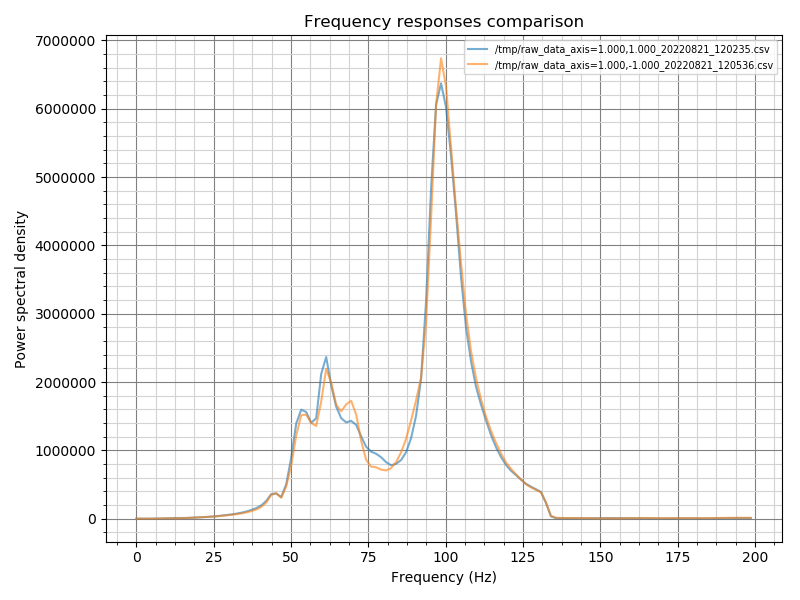 Frequency responses comparison
/tmp/raw_data_axis=1.000,1.000_20220821_120235.csv
/tmp/raw_data_axis=1.000,-1.000_20220821_120536.csv
7000000
6000000
5000000
4000000
3000000
2000000
1000000
0
Power spectral density
0 25 50 75 100 125 150 175 200
Frequency (Hz)